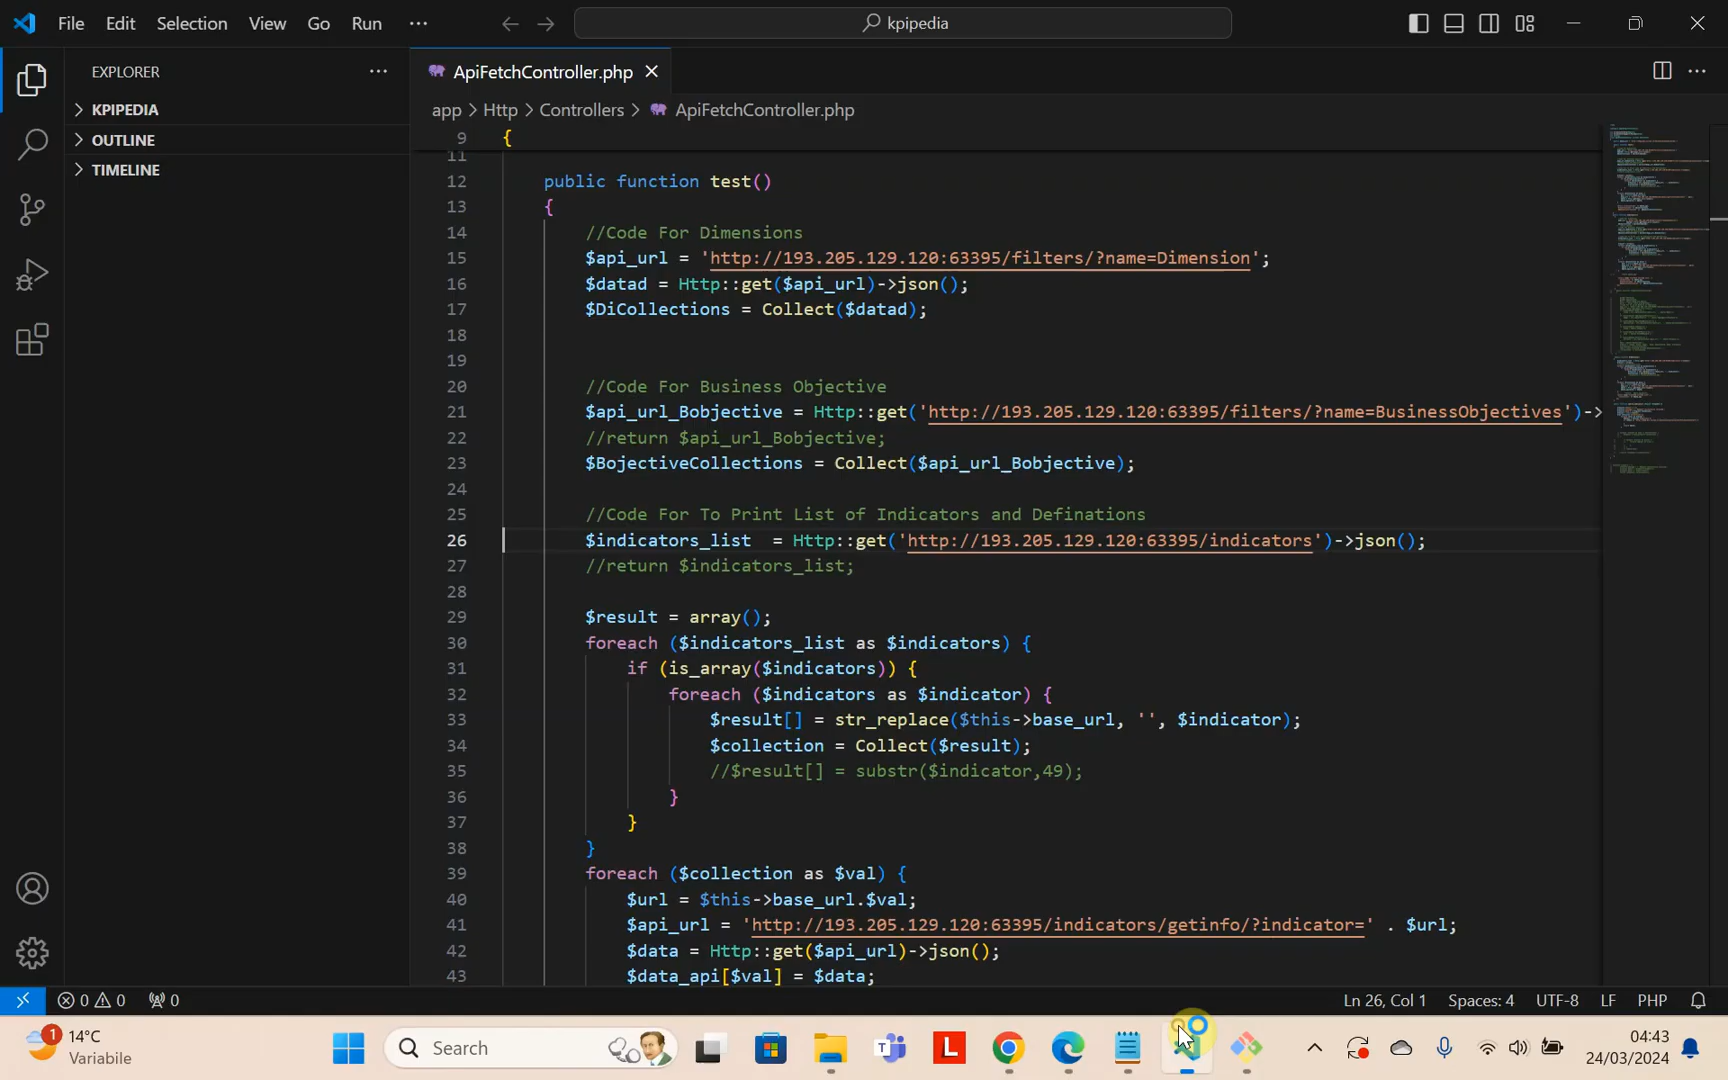 File Edit Selection View Go Run ··· kpipedia
EXPLORER ···
KPIPEDIA
OUTLINE
TIMELINE
ApiFetchController.php
app > Http > Controllers > ApiFetchController.php
9 {
11
12 public function test()
13 {
14 //Code For Dimensions
15 $api_url = 'http://193.205.129.120:63395/filters/?name=Dimension';
16 $datad = Http::get($api_url)->json();
17 $DiCollections = Collect($datad);
18
19
20 //Code For Business Objective
21 $api_url_Bobjective = Http::get('http://193.205.129.120:63395/filters/?name=BusinessObjectives')->
22 //return $api_url_Bobjective;
23 $BojectiveCollections = Collect($api_url_Bobjective);
24
25 //Code For To Print List of Indicators and Definations
26 $indicators_list  = Http::get('http://193.205.129.120:63395/indicators')->json();
27 //return $indicators_list;
28
29 $result = array();
30 foreach ($indicators_list as $indicators) {
31 if (is_array($indicators)) {
32 foreach ($indicators as $indicator) {
33 $result[] = str_replace($this->base_url, '', $indicator);
34 $collection = Collect($result);
35 //$result[] = substr($indicator,49);
36 }
37 }
38 }
39 foreach ($collection as $val) {
40 $url = $this->base_url.$val;
41 $api_url = 'http://193.205.129.120:63395/indicators/getinfo/?indicator=' . $url;
42 $data = Http::get($api_url)->json();
43 $data_api[$val] = $data;
0 0 0 Ln 26, Col 1 Spaces: 4 UTF-8 LF PHP
1 14°C
Variabile
Search
L
04:43
24/03/2024